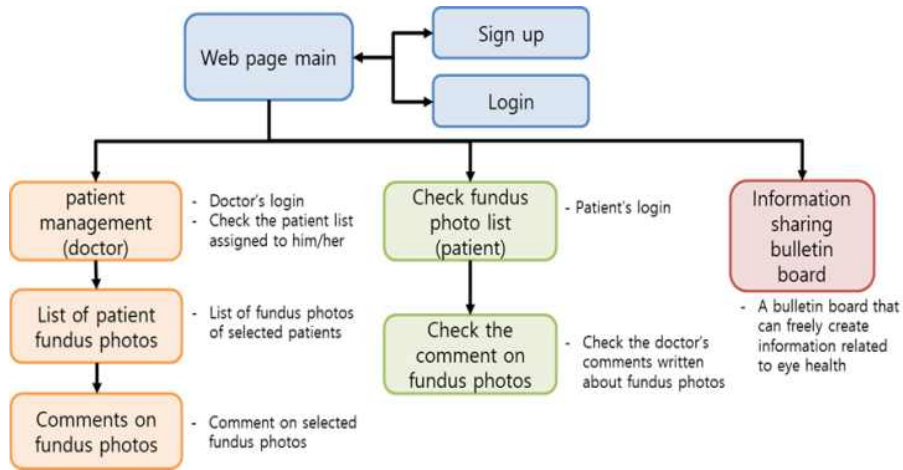 Web page main
Sign up
Login
patient
management
(doctor)
- Doctor's login
- Check the patient list
assigned to him/her
Check fundus
photo list
(patient)
- Patient's login
Information
sharing
bulletin
board
List of patient
fundus photos
- List of fundus photos
of selected patients
Check the
comment on
fundus photos
- Check the doctor's
comments written
about fundus photos
- A bulletin board that
can freely create
information related
to eye health
Comments on
fundus photos
- Comment on selected
fundus photos